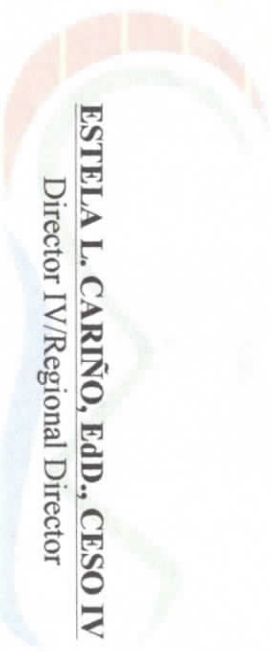 ESTELA L. CARIÑO, EdD., CESO IV
Director IV/Regional Director